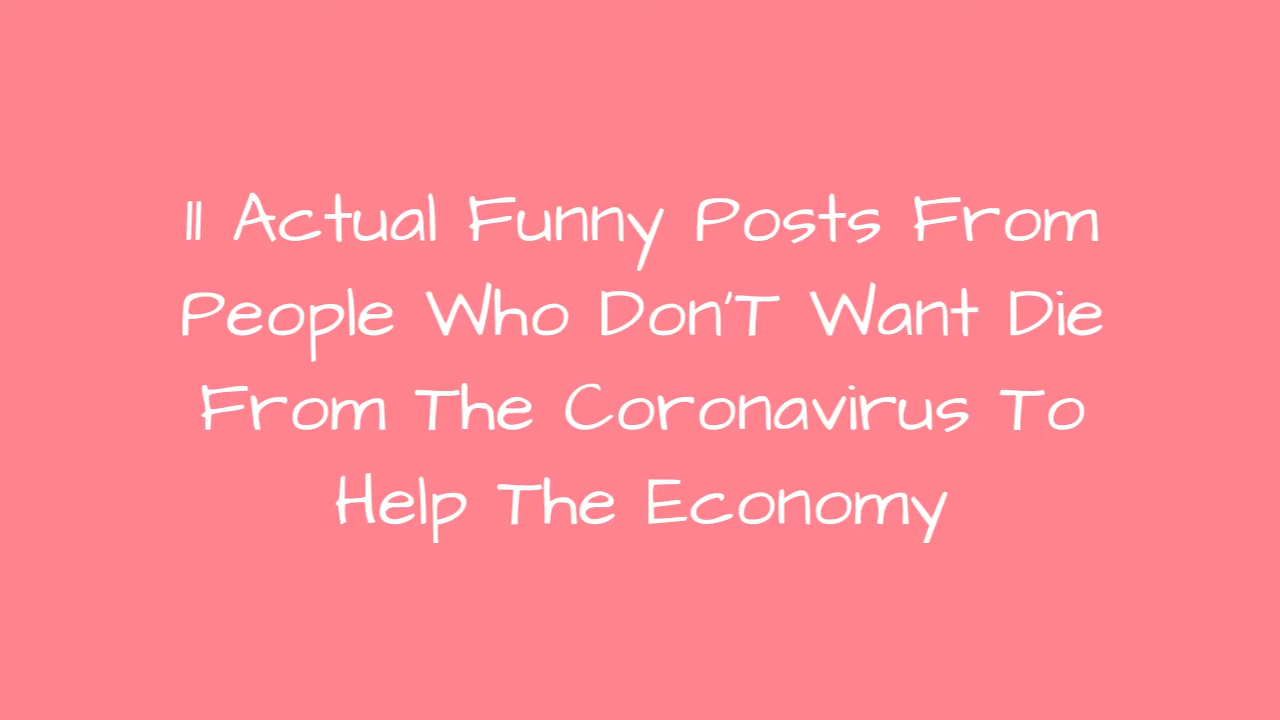 11 Actual Funny Posts From
People Who Don'T Want Die
From The Coronavirus To
Help The Economy